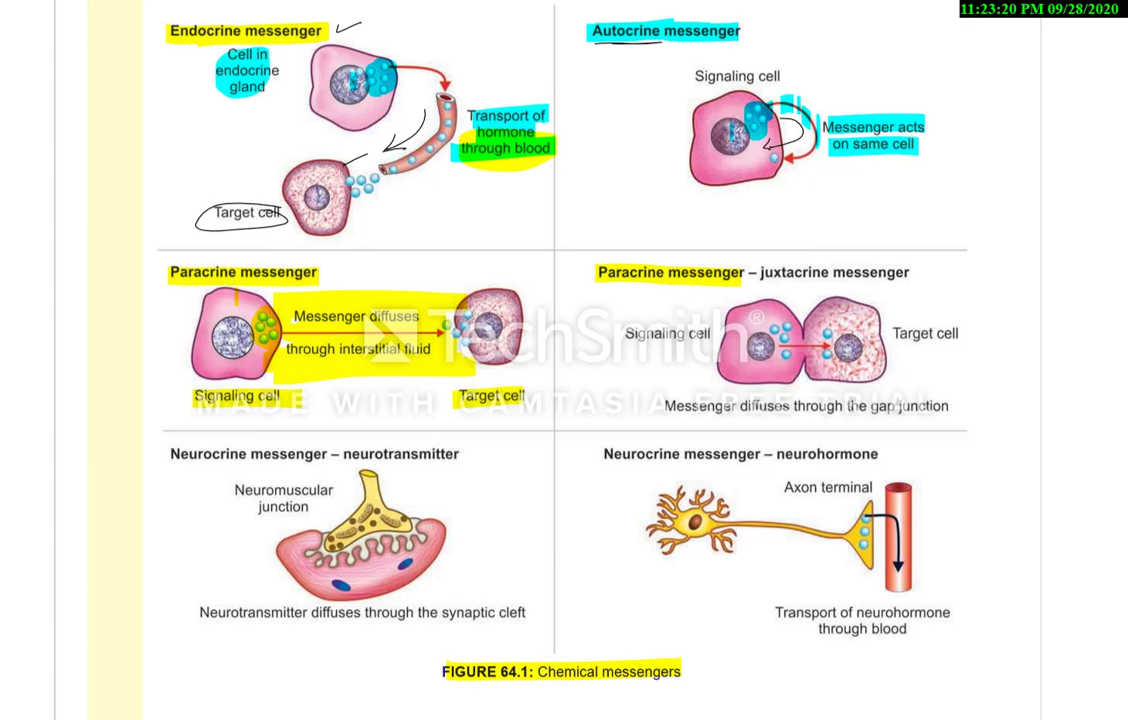 11:23:20 PM 09/28/2020
Endocrine messenger
Cell in
endocrine
gland
Transport of
hormone
through blood
Target cell
Autocrine messenger
Signaling cell
Messenger acts
on same cell
Paracrine messenger
Messenger diffuses
through interstitial fluid
Signaling cell
Target cell
Paracrine messenger – juxtacrine messenger
Signaling cell
Target cell
Messenger diffuses through the gap junction
TechSmith®
MADE WITH CAMTASIA FREE TRIAL
Neurocrine messenger – neurotransmitter
Neuromuscular
junction
Neurotransmitter diffuses through the synaptic cleft
Neurocrine messenger – neurohormone
Axon terminal
Transport of neurohormone
through blood
FIGURE 64.1: Chemical messengers